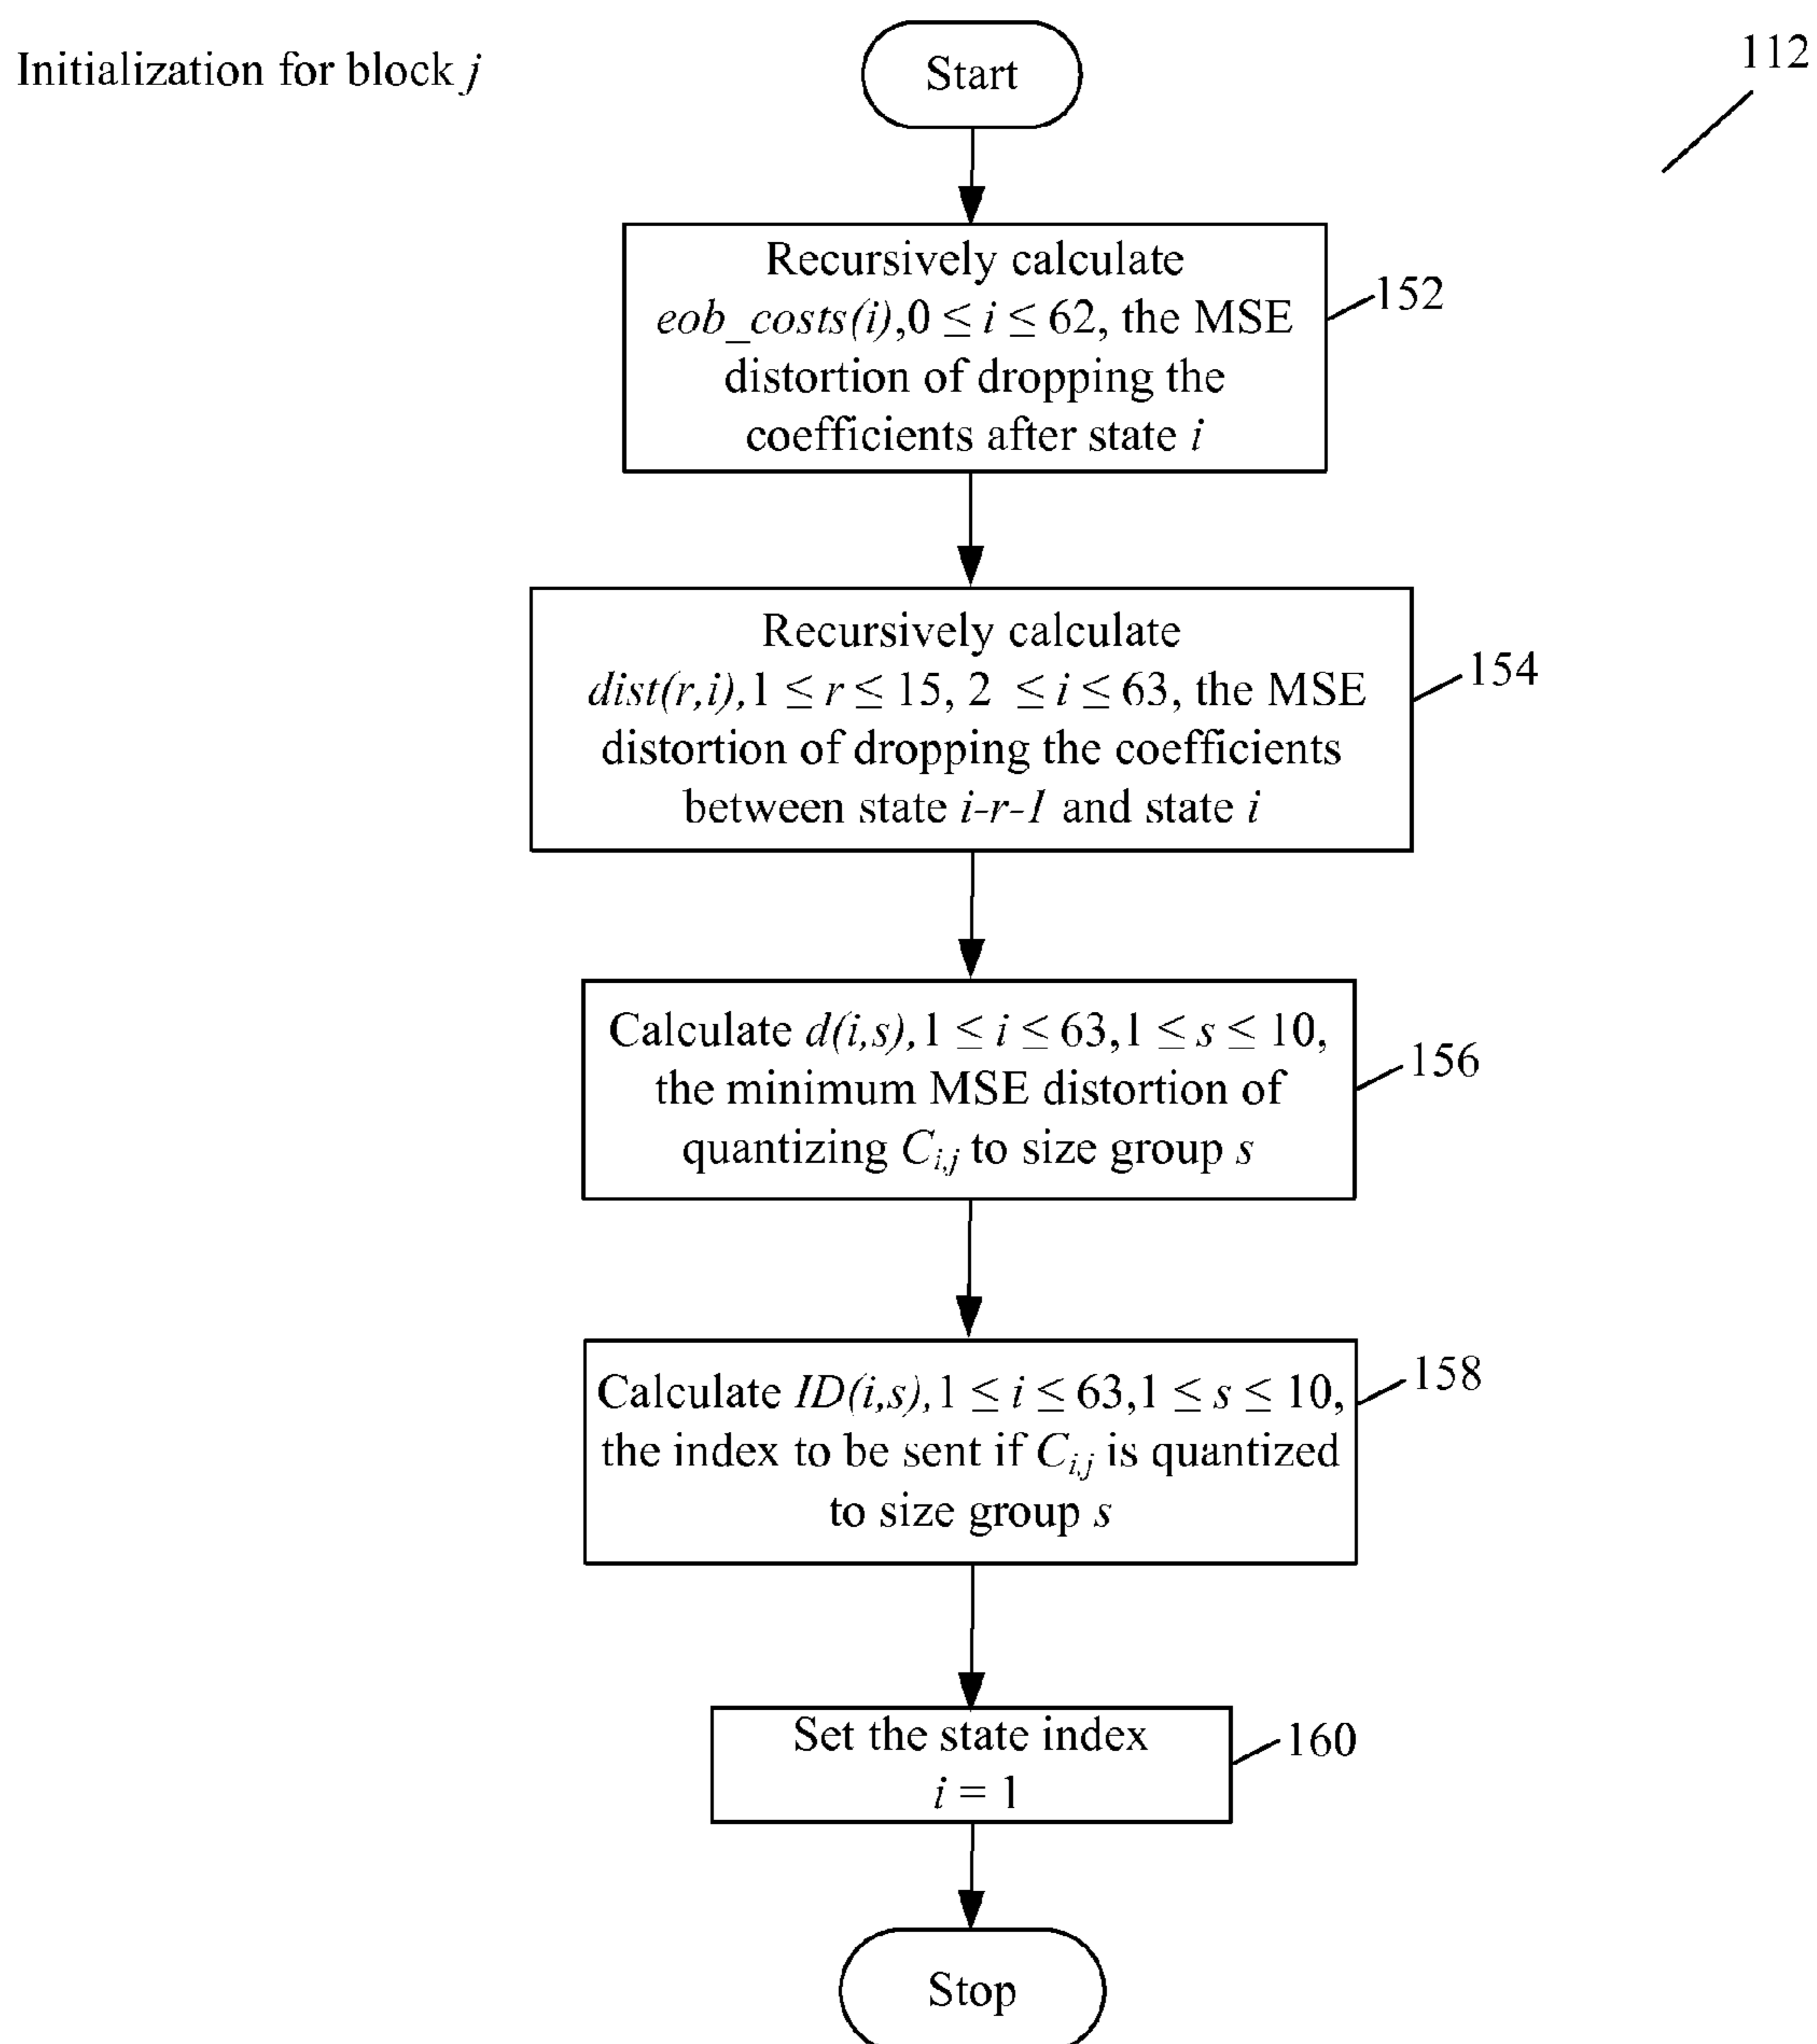 Initialization for block j
Start
112
Recursively calculate
eob_costs(i),0 ≤ i ≤ 62, the MSE
distortion of dropping the
coefficients after state i
152
Recursively calculate
dist(r,i),1 ≤ r ≤ 15, 2 ≤ i ≤ 63, the MSE
distortion of dropping the coefficients
between state i-r-1 and state i
154
Calculate d(i,s),1 ≤ i ≤ 63,1 ≤ s ≤ 10,
the minimum MSE distortion of
quantizing C_{i,j} to size group s
156
Calculate ID(i,s),1 ≤ i ≤ 63,1 ≤ s ≤ 10,
the index to be sent if C_{i,j} is quantized
to size group s
158
Set the state index
i = 1
160
Stop